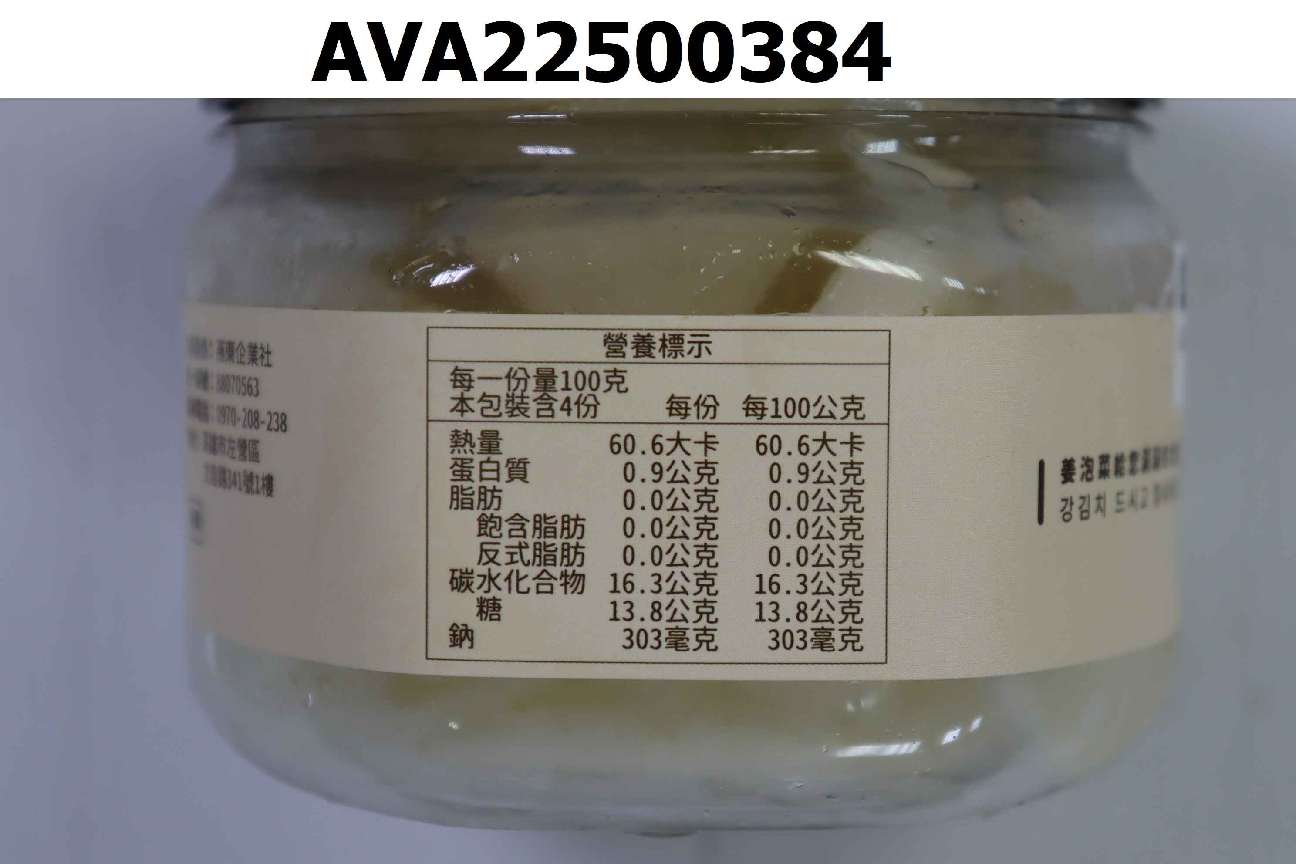 AVA22500384
營養標示
每一份量100克
本包裝含4份 每份 每100公克
熱量 60.6大卡 60.6大卡
蛋白質 0.9公克 0.9公克
脂肪 0.0公克 0.0公克
飽含脂肪 0.0公克 0.0公克
反式脂肪 0.0公克 0.0公克
碳水化合物 16.3公克 16.3公克
糖 13.8公克 13.8公克
鈉 303毫克 303毫克
企業社
0970-208-238
市左營區
341號1樓
姜泡菜
강김치 드시고